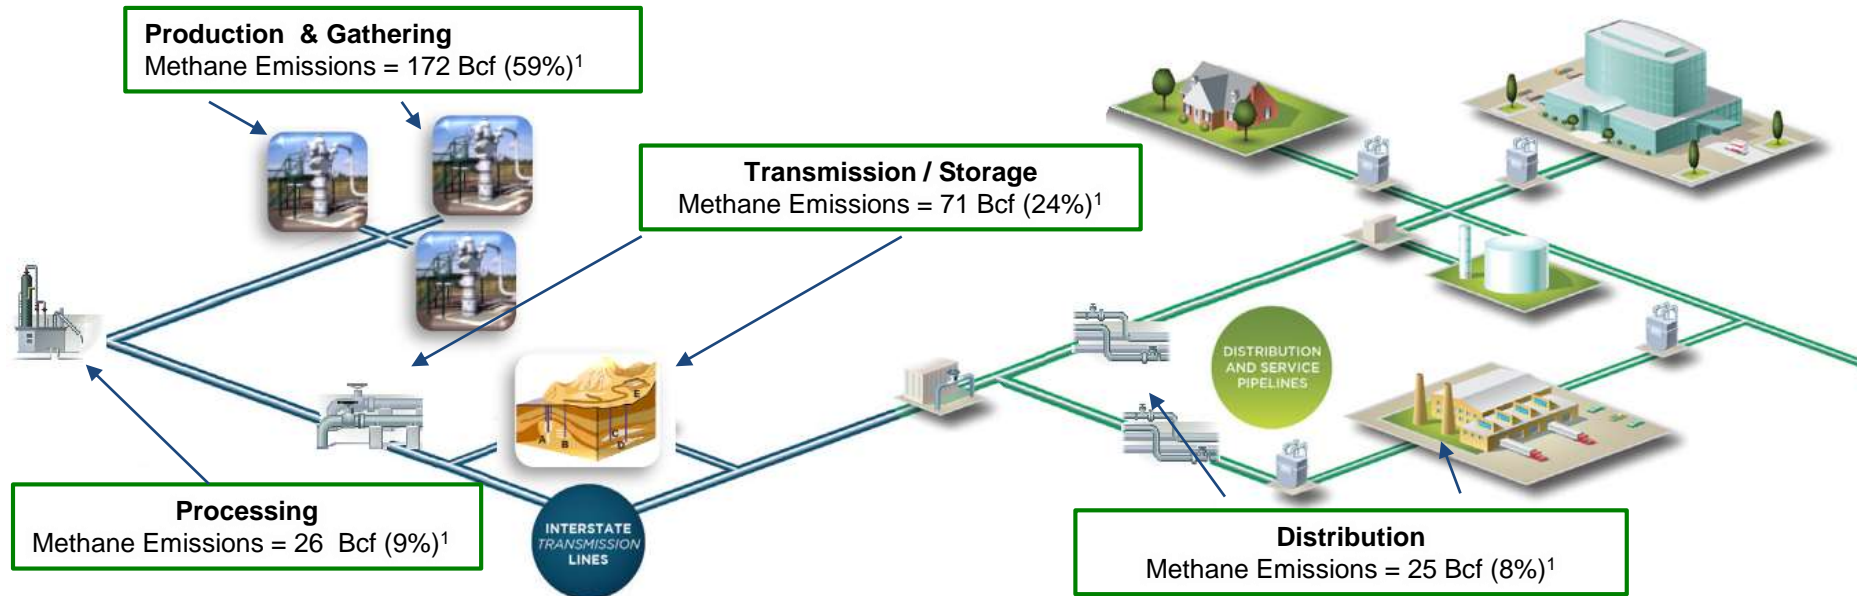 Production  & Gathering
Methane Emissions = 172 Bcf (59%)¹
Transmission / Storage
Methane Emissions = 71 Bcf (24%)¹
DISTRIBUTION
AND SERVICE
PIPELINES
E
A
B
C
D
Processing
Methane Emissions = 26  Bcf (9%)¹
INTERSTATE
TRANSMISSION
LINES
Distribution
Methane Emissions = 25 Bcf (8%)¹